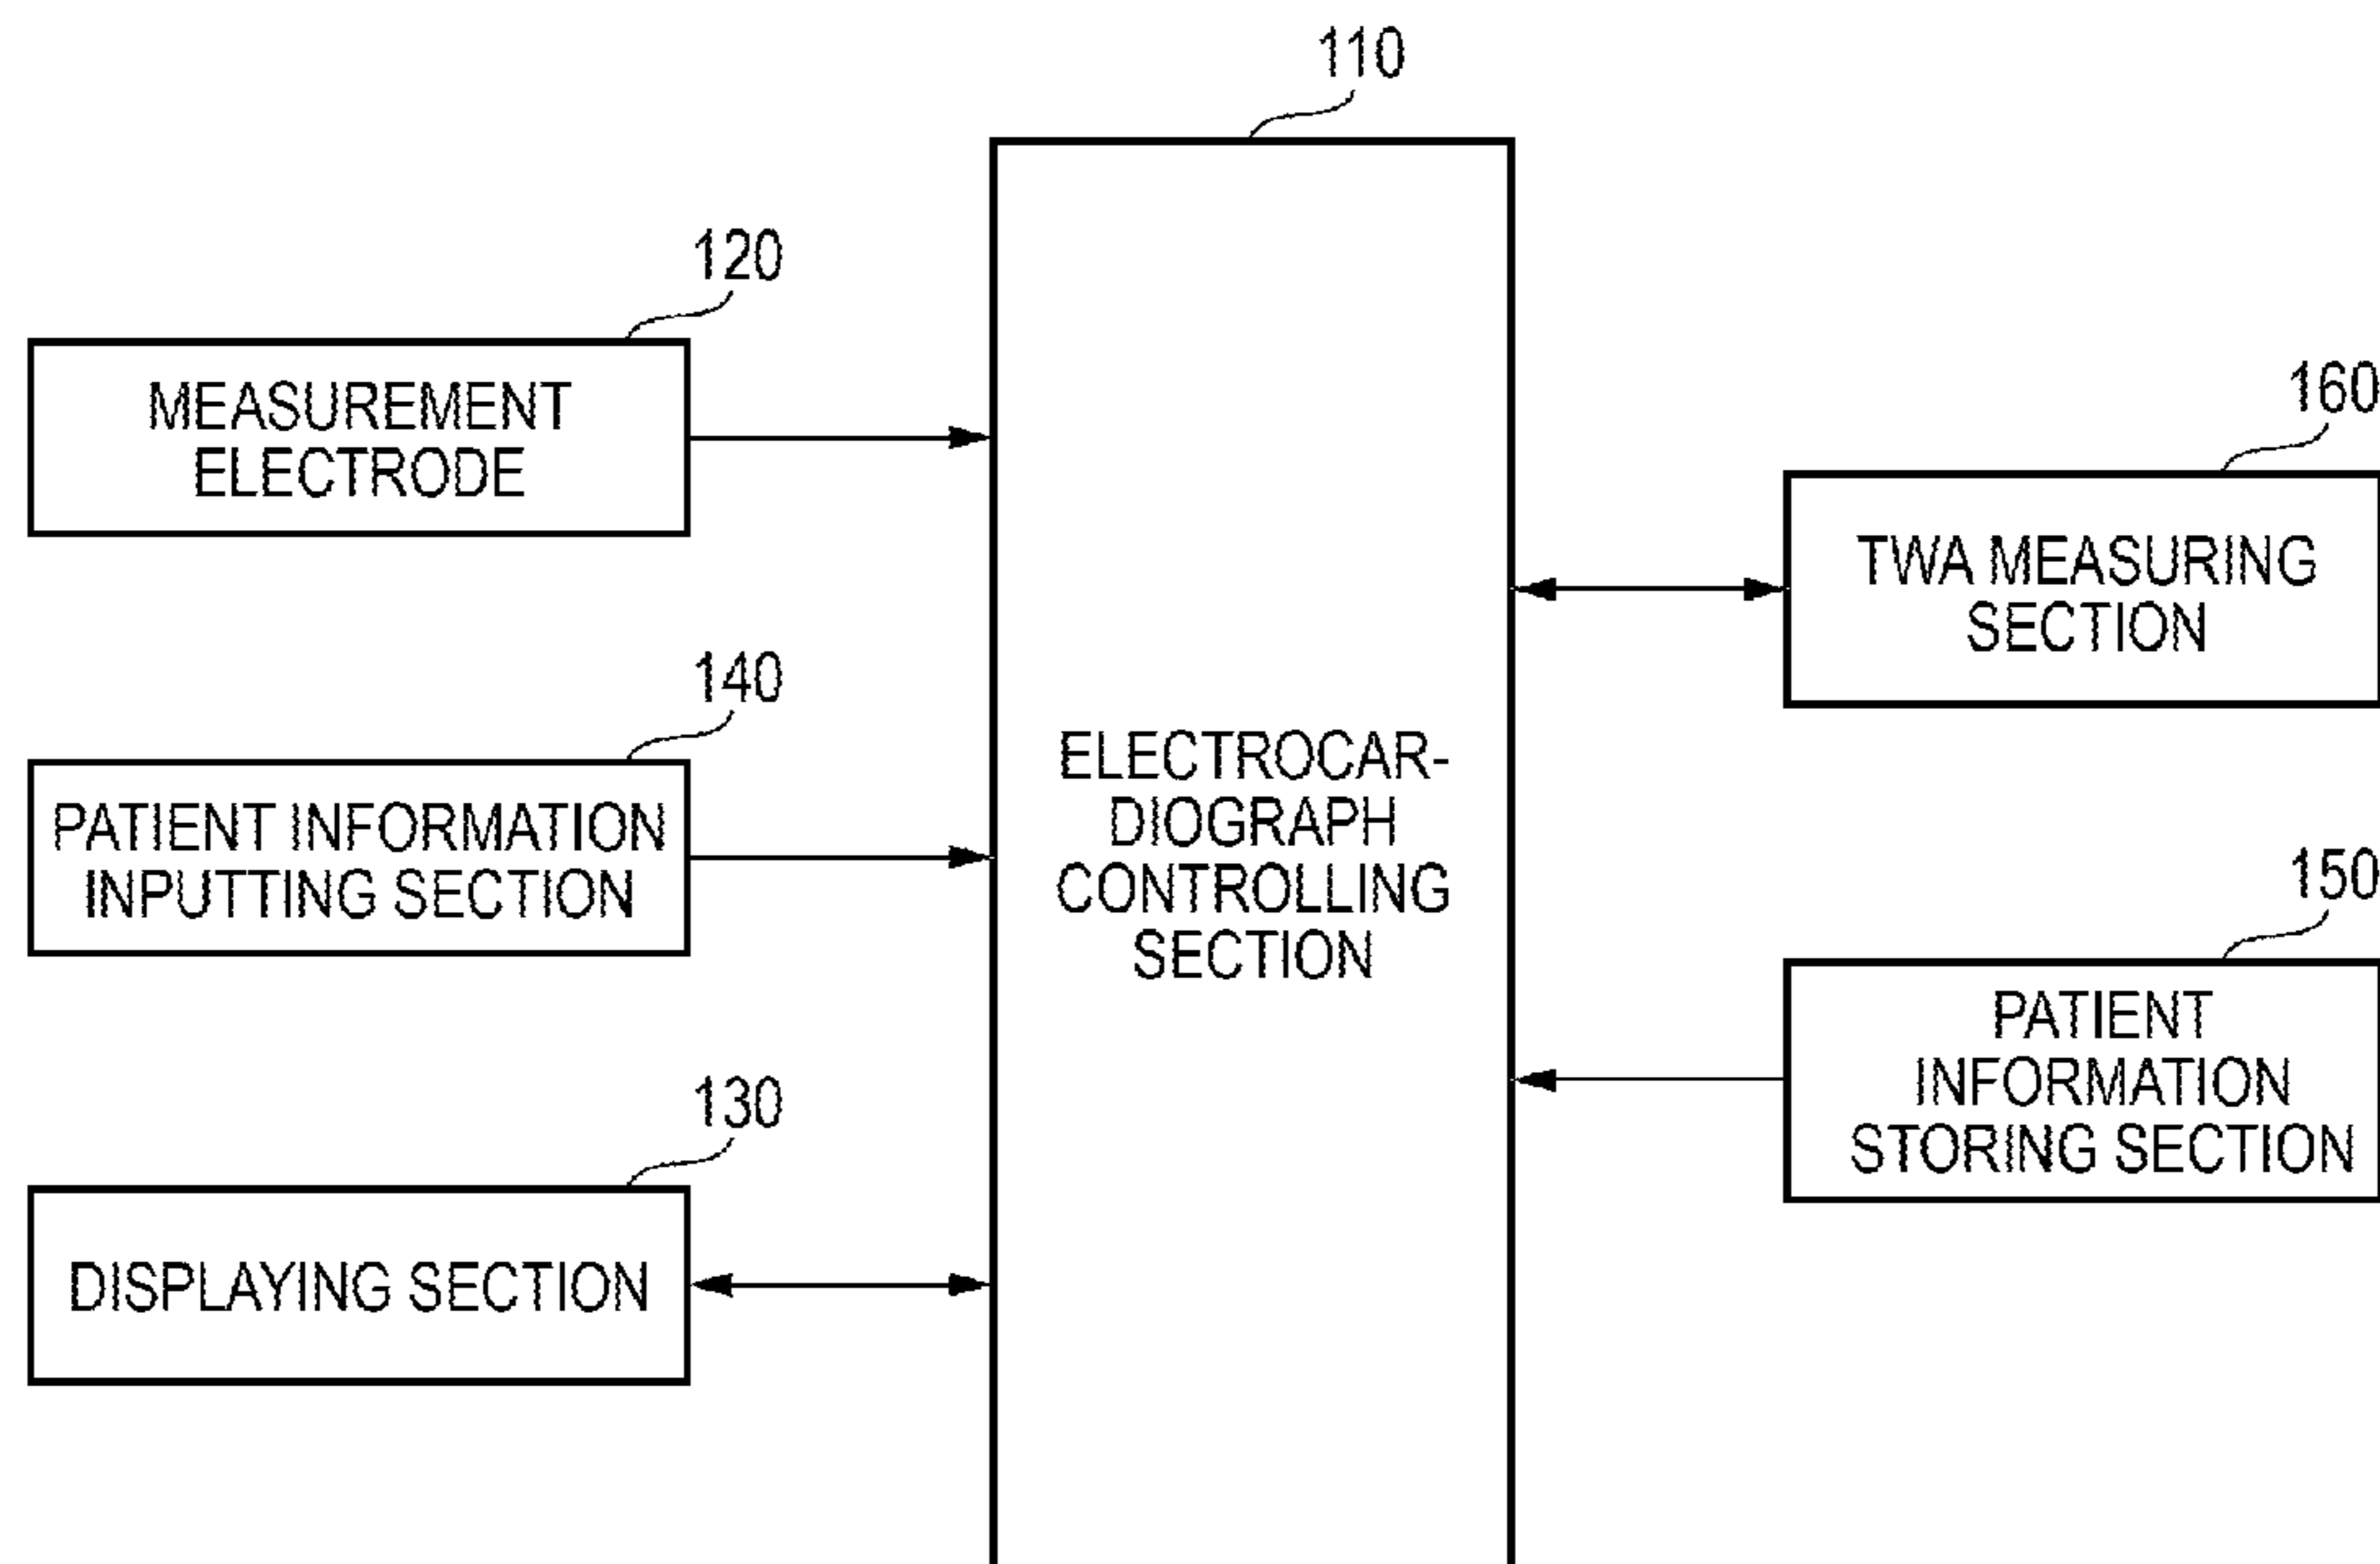 110
120
MEASUREMENT
ELECTRODE
140
PATIENT INFORMATION
INPUTTING SECTION
130
DISPLAYING SECTION
ELECTROCAR-
DIOGRAPH
CONTROLLING
SECTION
160
TWA MEASURING
SECTION
150
PATIENT
INFORMATION
STORING SECTION